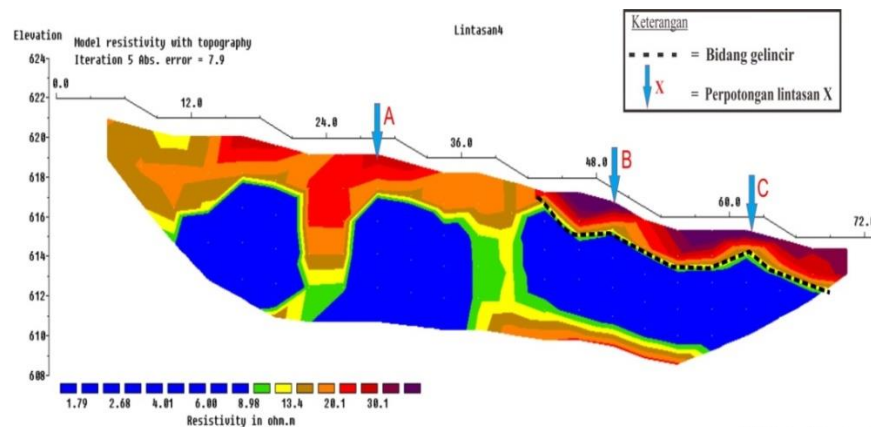 Elevation
Model resistivity with topography
Iteration 5 Abs. error = 7.9
Lintasan4
Keterangan
= Bidang gelincir
X = Perpotongan lintasan X
624
622
620
618
616
614
612
610
608
0.0
12.0
24.0
36.0
48.0
60.0
72.0
A
B
C
1.79 2.68 4.01 6.00 8.98 13.4 20.1 30.1
Resistivity in ohm.m